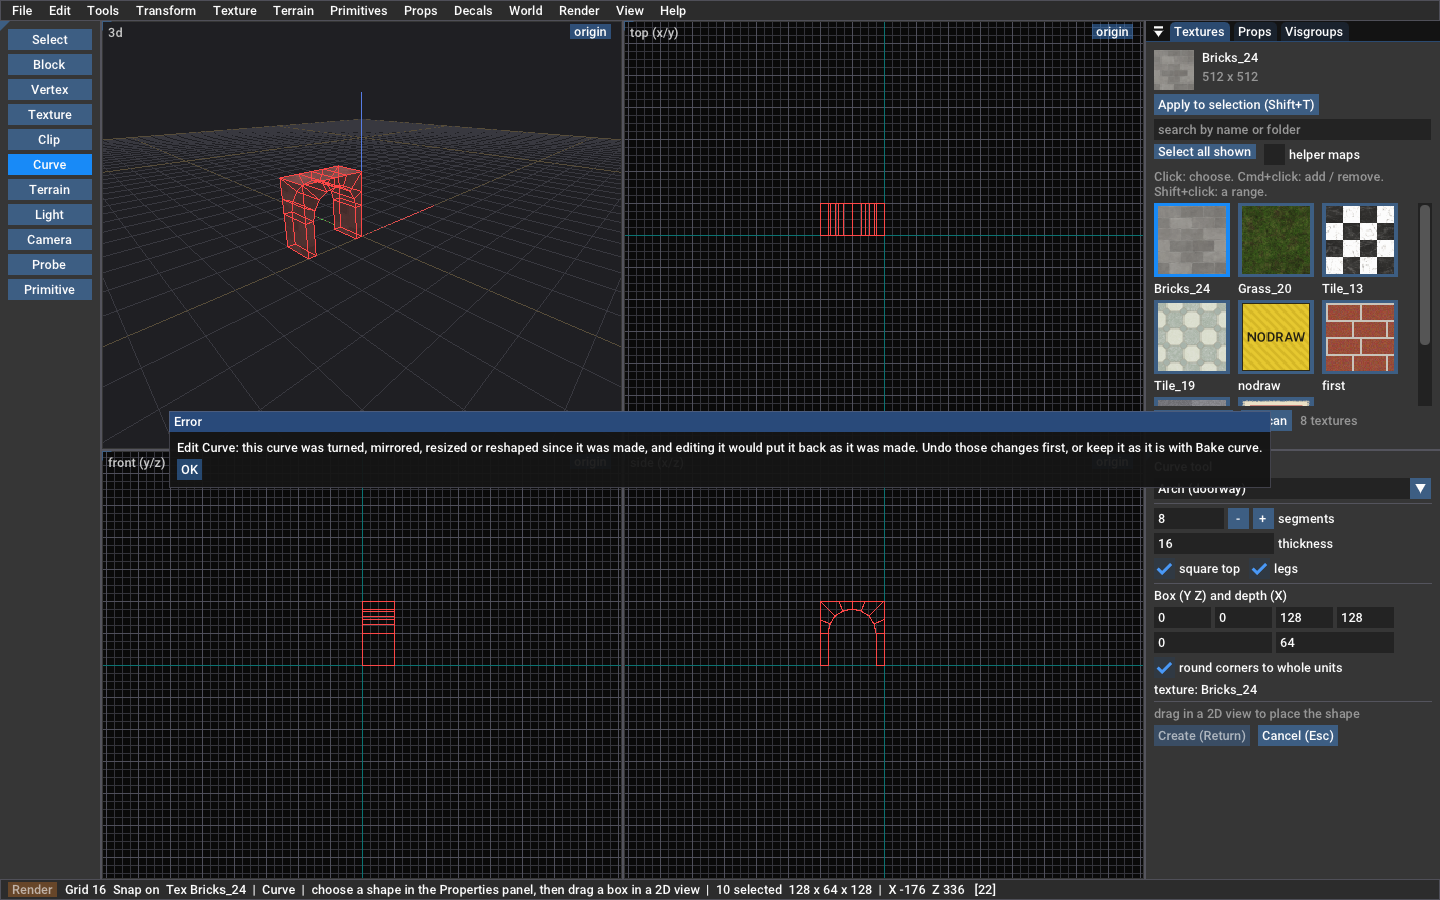 File Edit Tools Transform Texture Terrain Primitives Props Decals World Render View Help
Select
Block
Vertex
Texture
Clip
Curve
Terrain
Light
Camera
Probe
Primitive
3d
origin
top (x/y)
origin
front (y/z)
origin
side (x/z)
origin
Textures Props Visgroups
Bricks_24
512 x 512
Apply to selection (Shift+T)
search by name or folder
Select all shown
helper maps
Click: choose. Cmd+click: add / remove.
Shift+click: a range.
Bricks_24 Grass_20 Tile_13
NODRAW
Tile_19 nodraw first
can 8 textures
Error
Edit Curve: this curve was turned, mirrored, resized or reshaped since it was made, and editing it would put it back as it was made. Undo those changes first, or keep it as it is with Bake curve.
OK
Curve tool
Arch (doorway)
8 - + segments
16 thickness
square top legs
Box (Y Z) and depth (X)
0 0 128 128
0 64
round corners to whole units
texture: Bricks_24
drag in a 2D view to place the shape
Create (Return) Cancel (Esc)
Render Grid 16 Snap on Tex Bricks_24 | Curve | choose a shape in the Properties panel, then drag a box in a 2D view | 10 selected 128 x 64 x 128 | X -176 Z 336 [22]